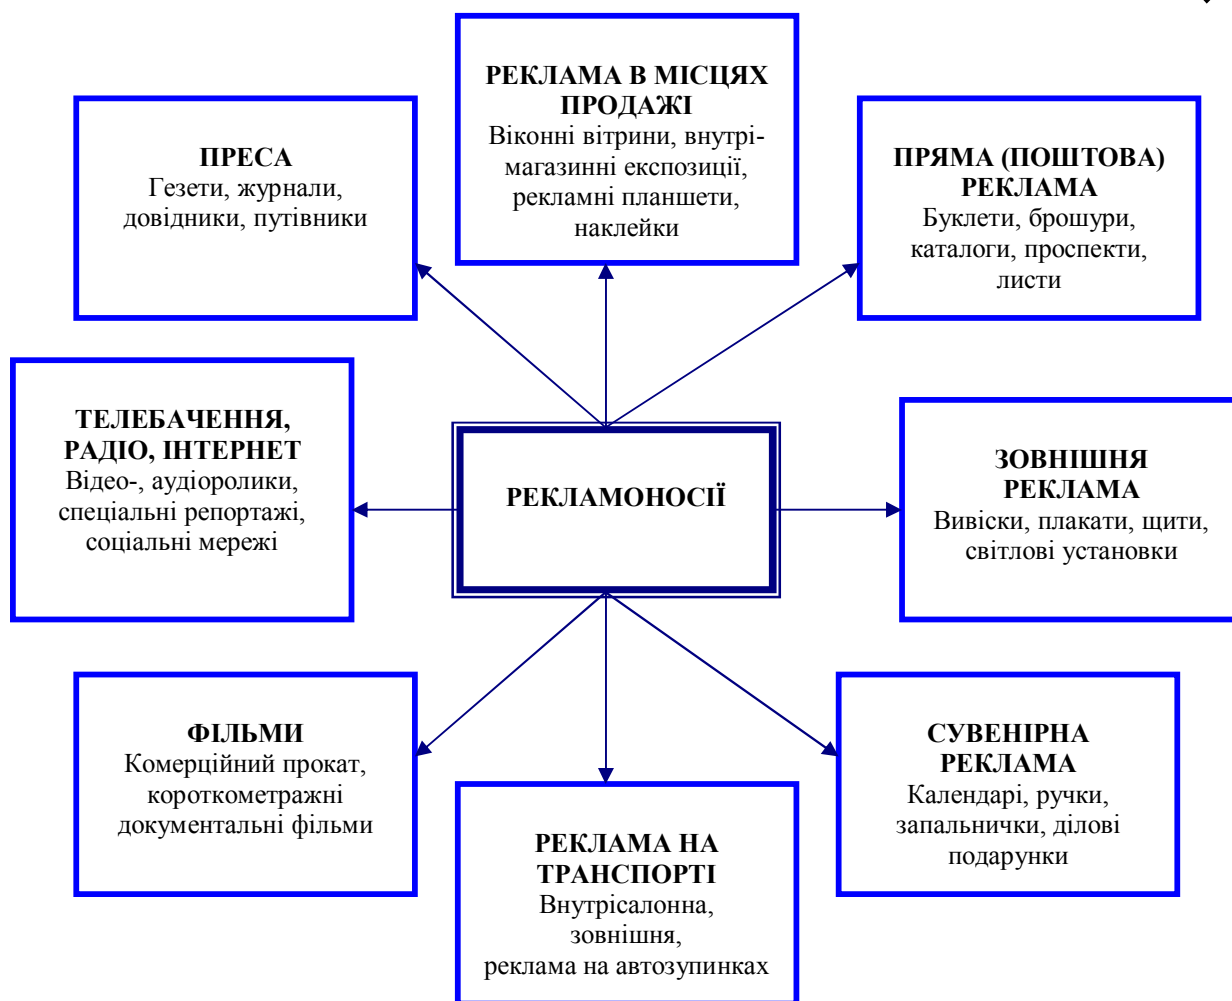 РЕКЛАМА В МІСЦЯХ
ПРОДАЖІ
Віконні вітрини, внутрі-
магазинні експозиції,
рекламні планшети,
наклейки
ПРЕСА
Гезети, журнали,
довідники, путівники
ПРЯМА (ПОШТОВА)
РЕКЛАМА
Буклети, брошури,
каталоги, проспекти,
листи
ТЕЛЕБАЧЕННЯ,
РАДІО, ІНТЕРНЕТ
Відео-, аудіоролики,
спеціальні репортажі,
соціальні мережі
РЕКЛАМОНОСІЇ
ЗОВНІШНЯ
РЕКЛАМА
Вивіски, плакати, щити,
світлові установки
ФІЛЬМИ
Комерційний прокат,
короткометражні
документальні фільми
РЕКЛАМА НА
ТРАНСПОРТІ
Внутрісалонна,
зовнішня,
реклама на автозупинках
СУВЕНІРНА
РЕКЛАМА
Календарі, ручки,
запальнички, ділові
подарунки